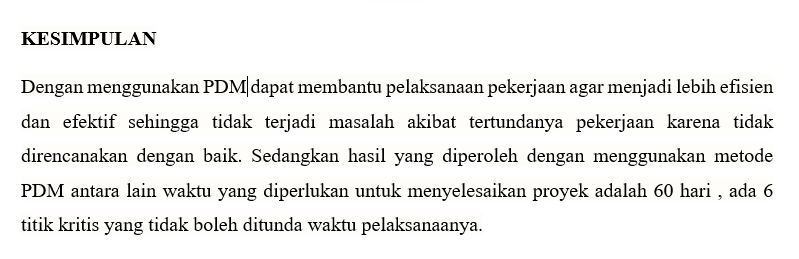 KESIMPULAN
Dengan menggunakan PDM dapat membantu pelaksanaan pekerjaan agar menjadi lebih efisien
dan efektif sehingga tidak terjadi masalah akibat tertundanya pekerjaan karena tidak
direncanakan dengan baik. Sedangkan hasil yang diperoleh dengan menggunakan metode
PDM antara lain waktu yang diperlukan untuk menyelesaikan proyek adalah 60 hari , ada 6
titik kritis yang tidak boleh ditunda waktu pelaksanaanya.